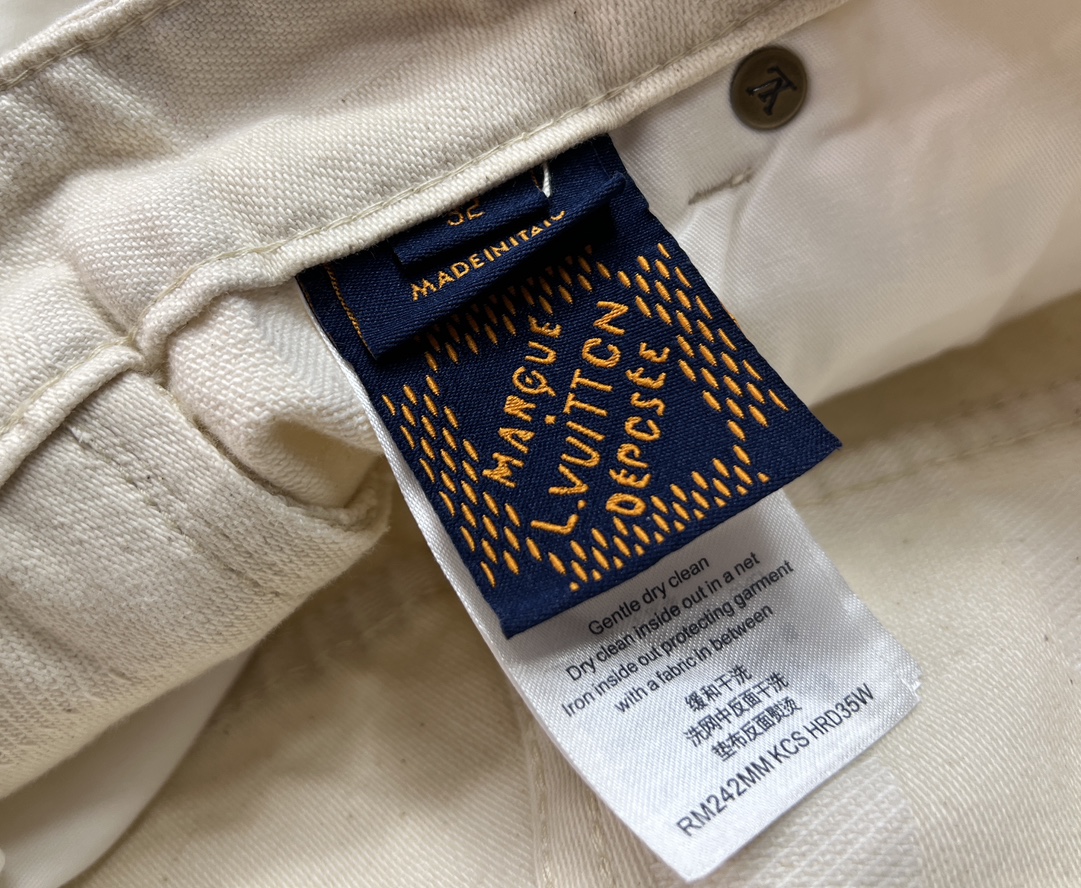 32
MADE IN ITALY
MARQUE
L.VUITTON
DEPOSEE
Gentle dry clean
Dry clean inside out in a net
Iron inside out protecting garment
with a fabric in between
缓和干洗
洗网中反面干洗
垫布反面熨烫
RM242MM KCS HRD35W